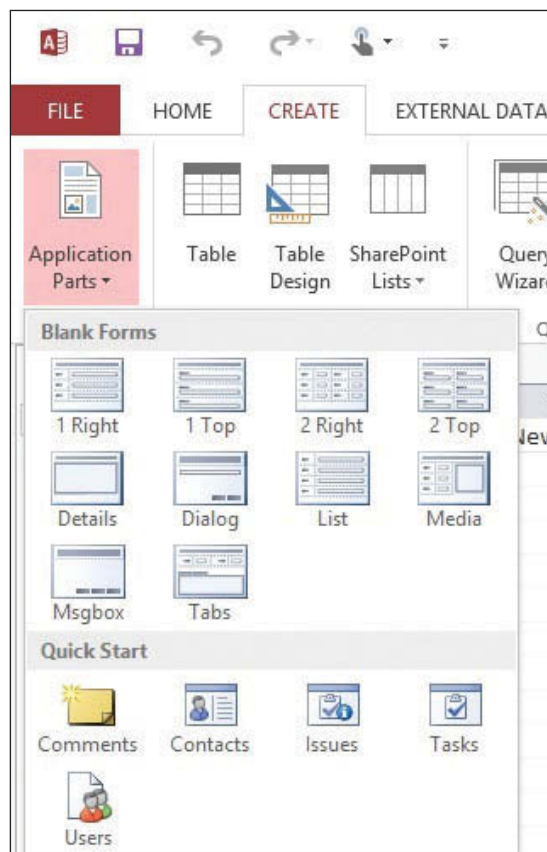 FILE HOME CREATE EXTERNAL DATA
Application Parts
Table
Table Design
SharePoint Lists
Blank Forms
1 Right 1 Top 2 Right 2 Top
Details Dialog List Media
Msgbox Tabs
Quick Start
Comments Contacts Issues Tasks
Users